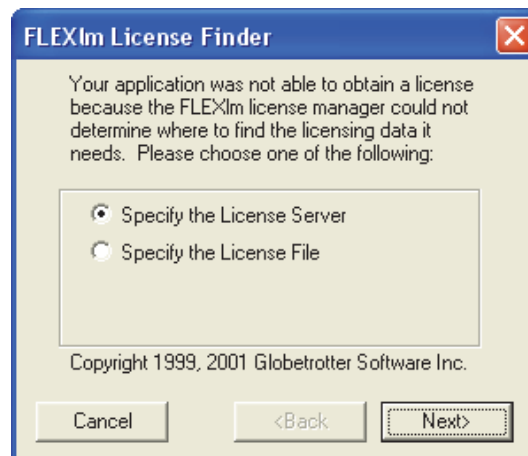 FLEXlm License Finder
Your application was not able to obtain a license
because the FLEXlm license manager could not
determine where to find the licensing data it
needs.  Please choose one of the following:
Specify the License Server
Specify the License File
Copyright 1999, 2001 Globetrotter Software Inc.
Cancel
<Back
Next>